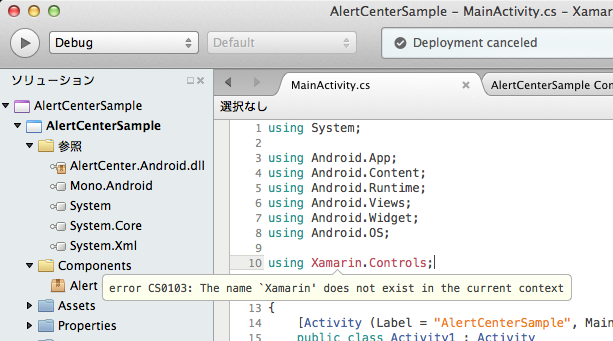 AlertCenterSample – MainActivity.cs – Xama
Debug
Default
Deployment canceled
ソリューション
MainActivity.cs
AlertCenterSample Con
選択なし
AlertCenterSample
AlertCenterSample
参照
AlertCenter.Android.dll
Mono.Android
System
System.Core
System.Xml
Components
Alert
Assets
Properties
1 using System;
3 using Android.App;
4 using Android.Content;
5 using Android.Runtime;
6 using Android.Views;
7 using Android.Widget;
8 using Android.OS;
9
10 using Xamarin.Controls;
error CS0103: The name `Xamarin' does not exist in the current context
13 {
14 [Activity (Label = "AlertCenterSample", Main
15 public class Activity1 : Activity